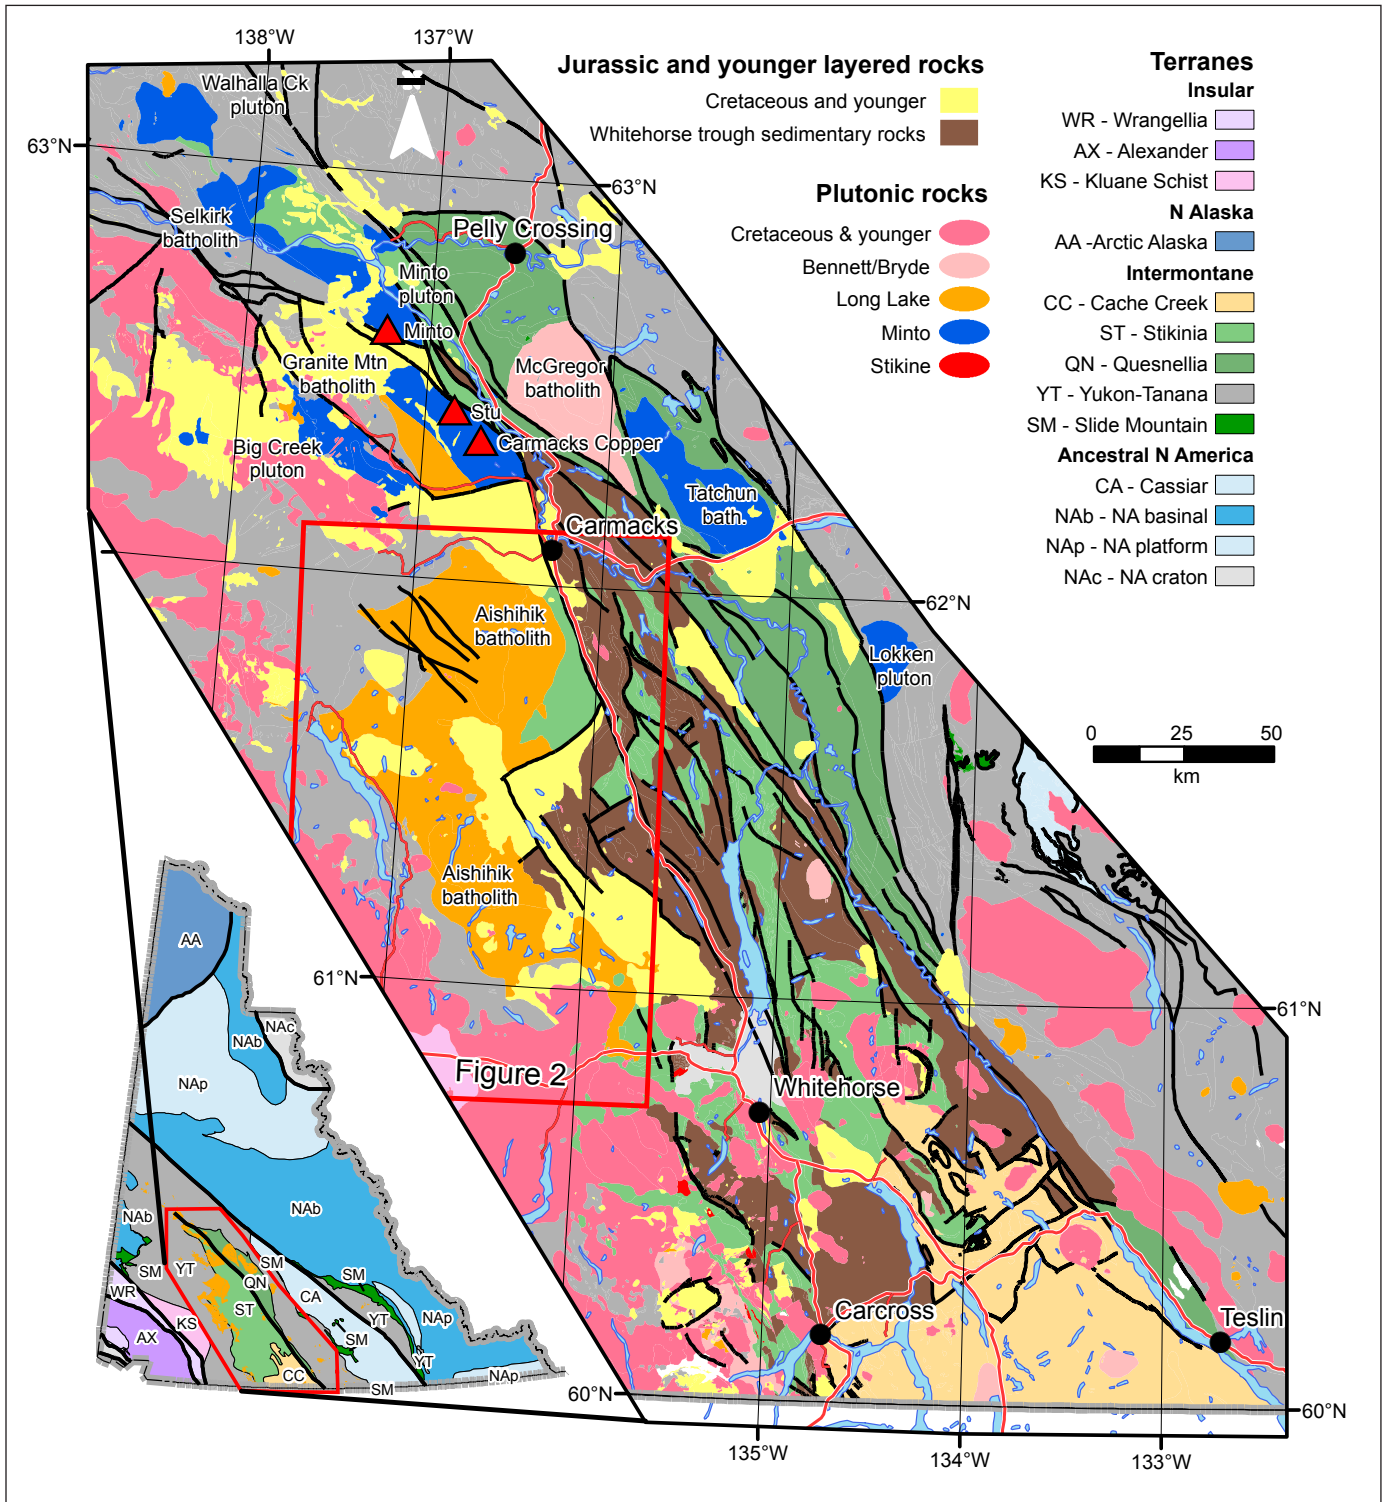 138°W
137°W
63°N
63°N
Walhalla Ck
pluton
Selkirk
batholith
Pelly Crossing
Minto
pluton
Minto
Granite Mtn
batholith
McGregor
batholith
Stu
Carmacks Copper
Big Creek
pluton
Tatchun
bath.
Carmacks
62°N
Aishihik
batholith
Lokken
pluton
Aishihik
batholith
61°N
61°N
Figure 2
Whitehorse
Carcross
Teslin
60°N
60°N
135°W
134°W
133°W
Jurassic and younger layered rocks
Cretaceous and younger
Whitehorse trough sedimentary rocks
Plutonic rocks
Cretaceous & younger
Bennett/Bryde
Long Lake
Minto
Stikine
Terranes
Insular
WR - Wrangellia
AX - Alexander
KS - Kluane Schist
N Alaska
AA -Arctic Alaska
Intermontane
CC - Cache Creek
ST - Stikinia
QN - Quesnellia
YT - Yukon-Tanana
SM - Slide Mountain
Ancestral N America
CA - Cassiar
NAb - NA basinal
NAp - NA platform
NAc - NA craton
0 25 50
km
AA
NAc
NAb
NAp
NAb
NAb
SM
YT
SM
QN
SM
WR
ST
CA
YT
NAp
KS
AX
SM
YT
CC
SM
NAp